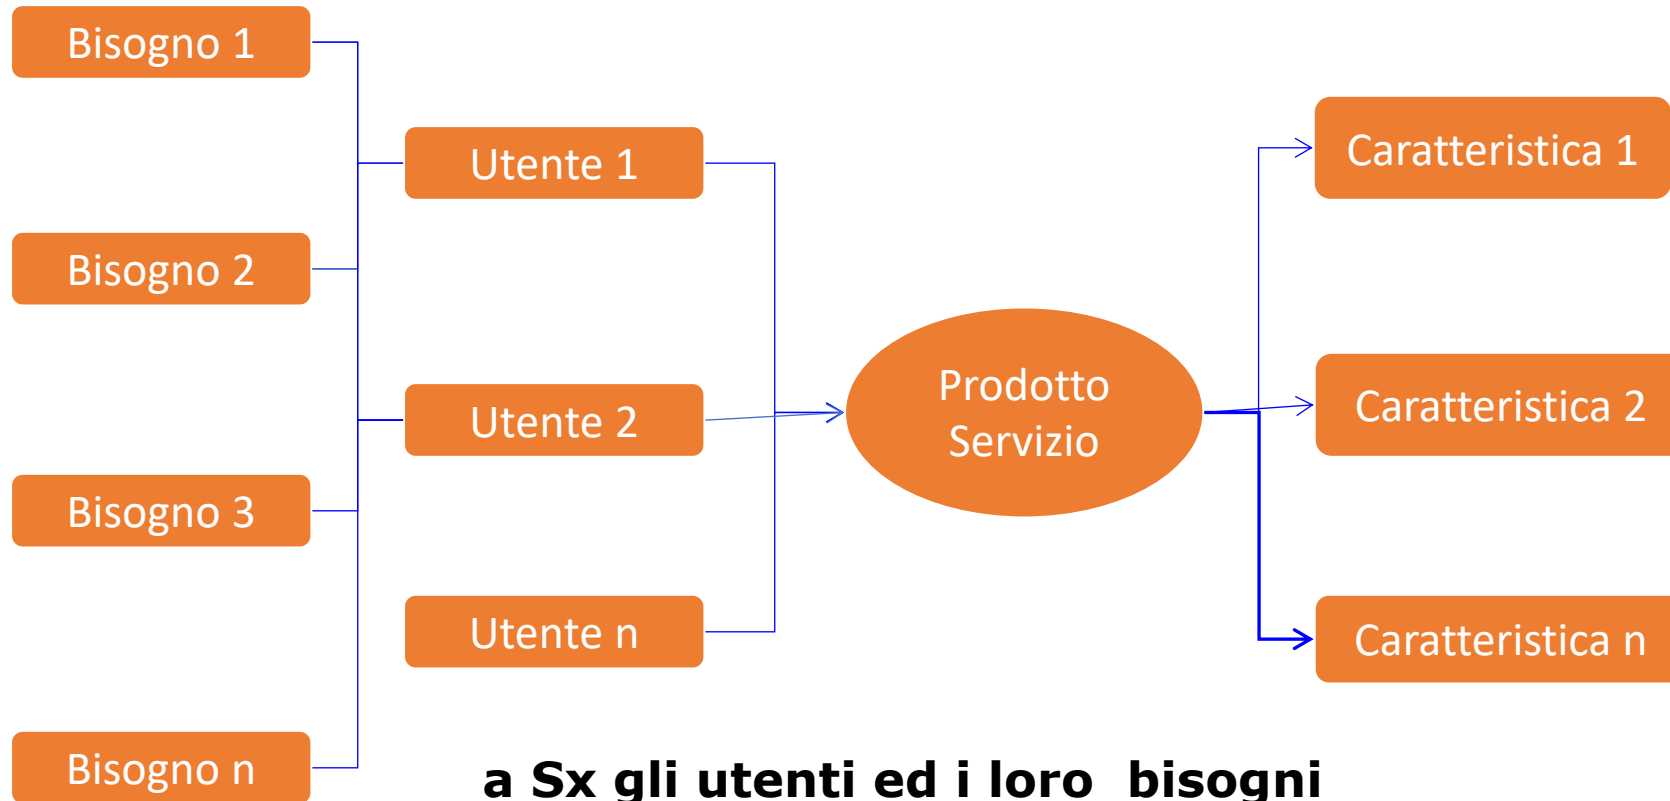 Bisogno 1
Bisogno 2
Bisogno 3
Bisogno n
Utente 1
Utente 2
Utente n
Prodotto
Servizio
Caratteristica 1
Caratteristica 2
Caratteristica n
a Sx gli utenti ed i loro  bisogni